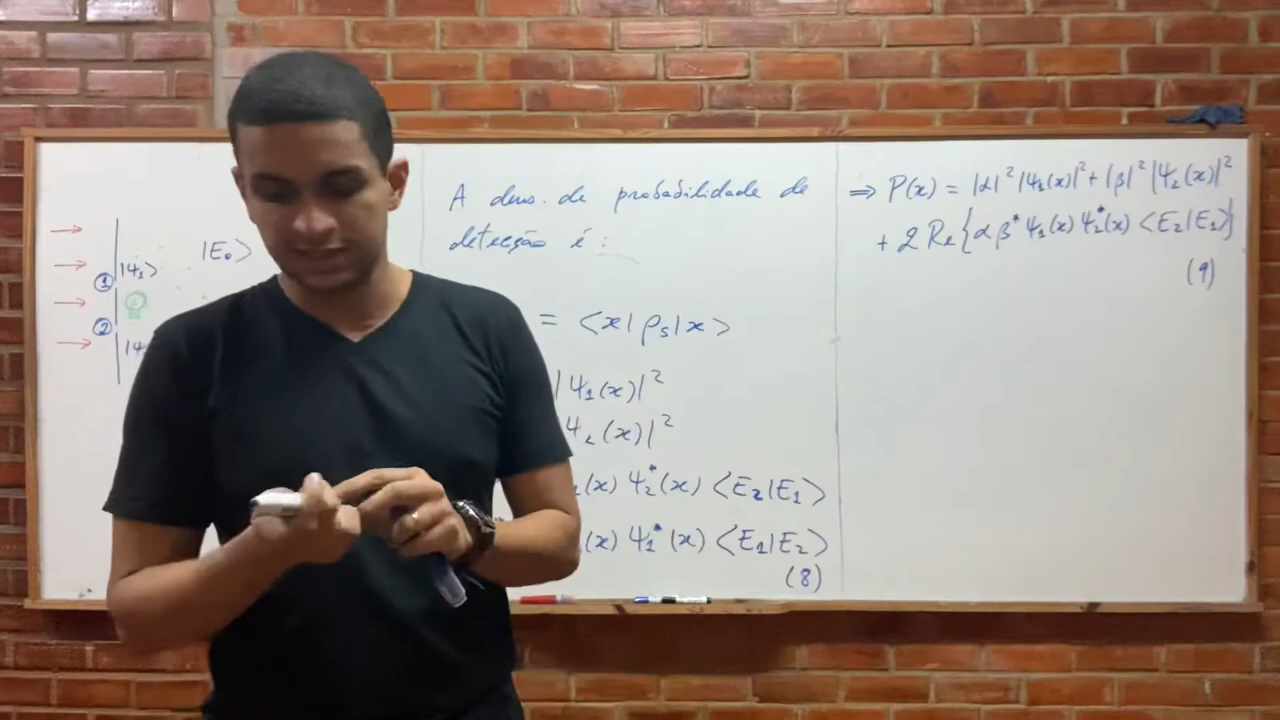 |ψ₁⟩ |E₀⟩
①
②
|ψ
A dens. de probabilidade de
detecção é:
= ⟨x|ρₛ|x⟩
|ψ₁(x)|²
ψ₂(x)|²
(x) ψ₂*(x) ⟨E₂|E₁⟩
(x) ψ₁*(x) ⟨E₁|E₂⟩
(8)
⇒ P(x) = |α|²|ψ₁(x)|² + |β|²|ψ₂(x)|²
+ 2 Re{αβ* ψ₁(x) ψ₂*(x) ⟨E₂|E₁⟩}
(9)